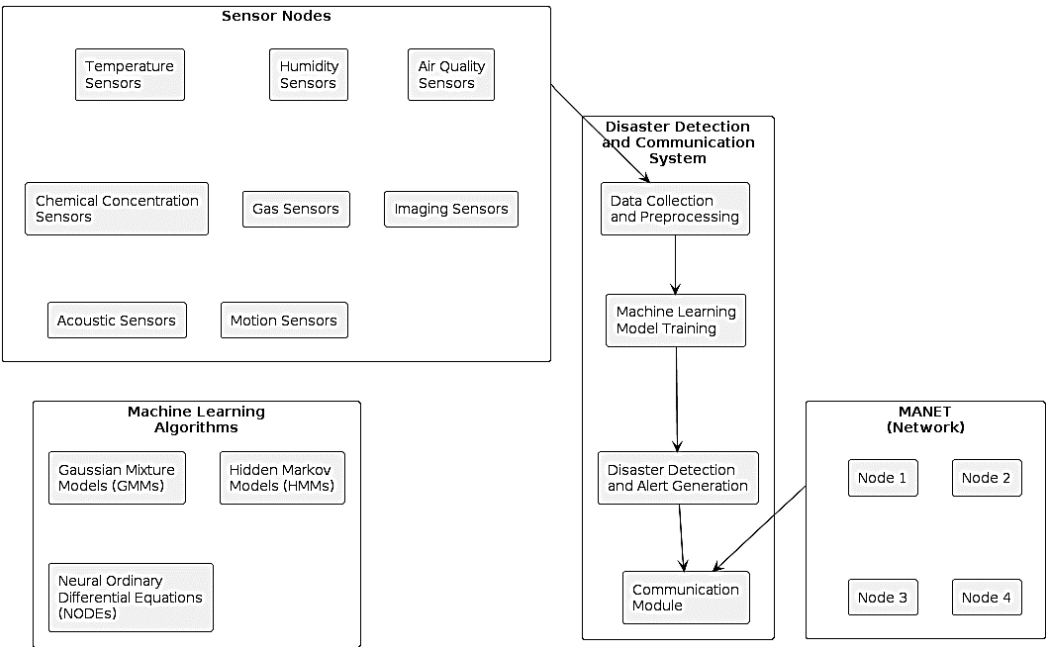 Sensor Nodes
Temperature
Sensors
Humidity
Sensors
Air Quality
Sensors
Chemical Concentration
Sensors
Gas Sensors
Imaging Sensors
Acoustic Sensors
Motion Sensors
Machine Learning
Algorithms
Gaussian Mixture
Models (GMMs)
Hidden Markov
Models (HMMs)
Neural Ordinary
Differential Equations
(NODEs)
Disaster Detection
and Communication
System
Data Collection
and Preprocessing
Machine Learning
Model Training
Disaster Detection
and Alert Generation
Communication
Module
MANET
(Network)
Node 1
Node 2
Node 3
Node 4